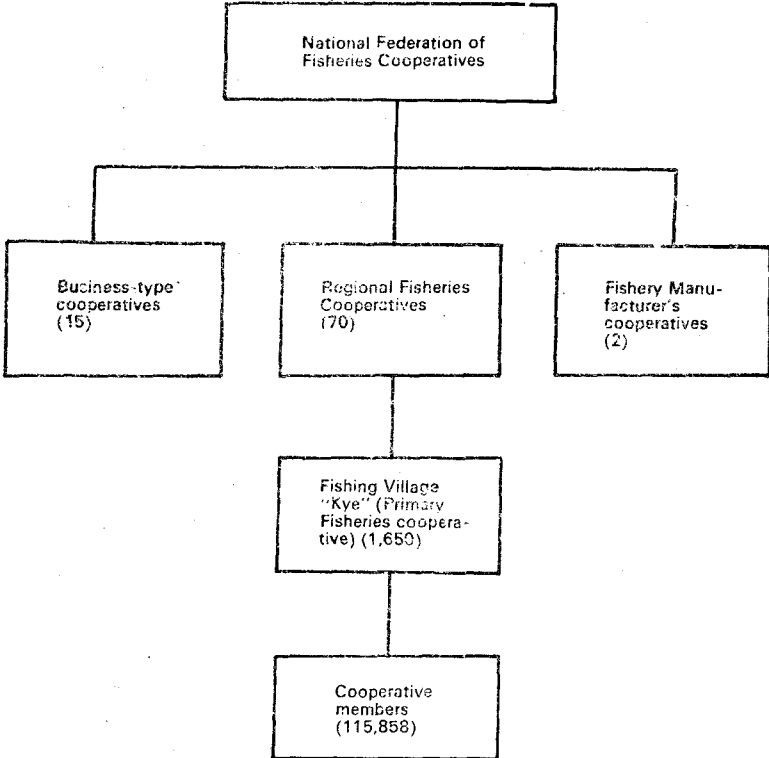 National Federation of
Fisheries Cooperatives
Business-type
cooperatives
(15)
Regional Fisheries
Cooperatives
(70)
Fishery Manu-
facturer's
cooperatives
(2)
Fishing Village
"Kye" (Primary
Fisheries coopera-
tive) (1,650)
Cooperative
members
(115,858)